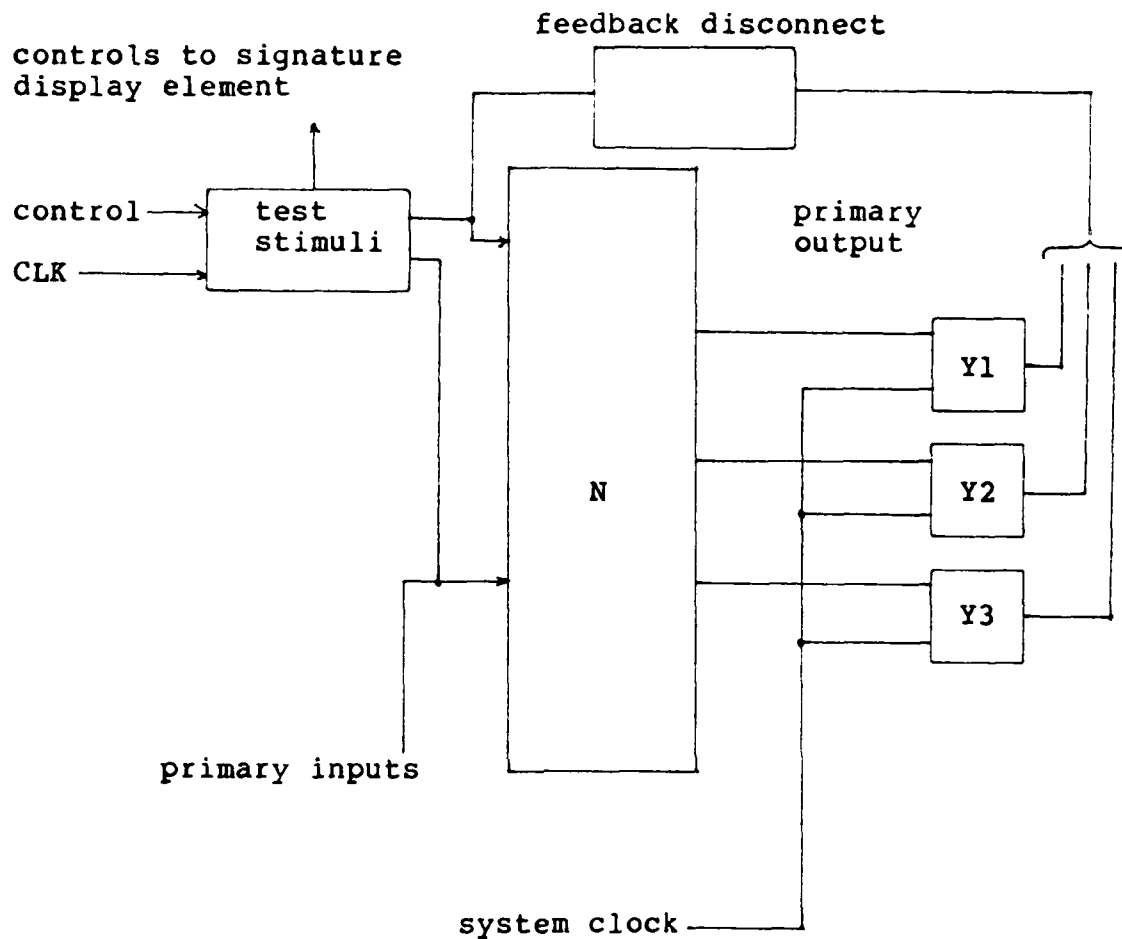 feedback disconnect
controls to signature
display element
control
test
stimuli
CLK
primary
output
Y1
Y2
N
Y3
primary inputs
system clock